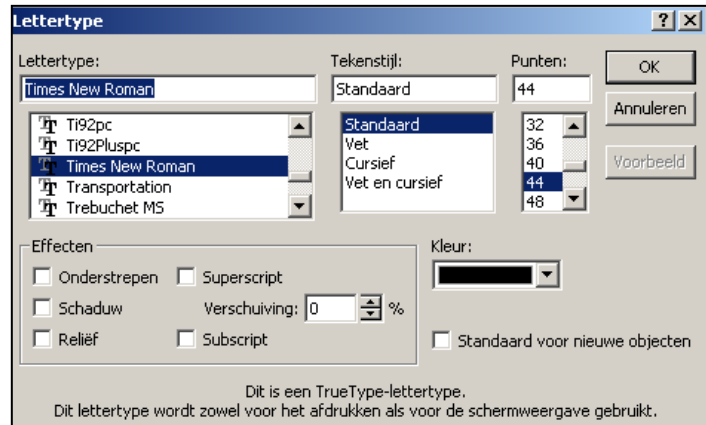 Lettertype
Lettertype: Tekenstijl: Punten:
Times New Roman Standaard 44 OK
Ti92pc Standaard 32 Annuleren
Ti92Pluspc Vet 36
Times New Roman Cursief 40 Voorbeeld
Transportation Vet en cursief 44
Trebuchet MS 48
Effecten Kleur:
Onderstrepen Superscript
Schaduw Verschuiving: 0 %
Reliëf Subscript Standaard voor nieuwe objecten
Dit is een TrueType-lettertype.
Dit lettertype wordt zowel voor het afdrukken als voor de schermweergave gebruikt.